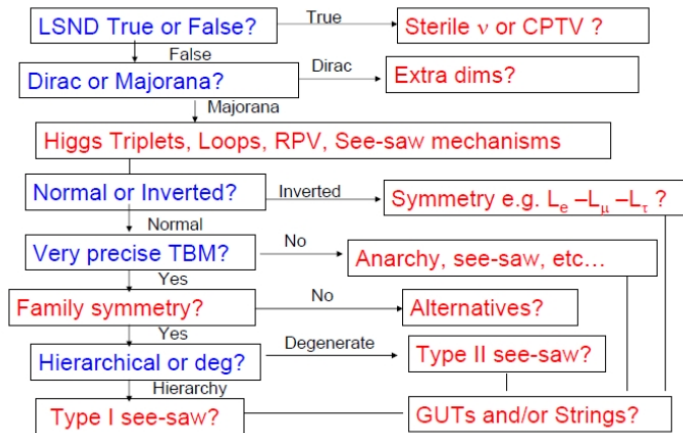 LSND True or False?
True
Sterile ν or CPTV ?
False
Dirac or Majorana?
Dirac
Extra dims?
Majorana
Higgs Triplets, Loops, RPV, See-saw mechanisms
Normal or Inverted?
Inverted
Symmetry e.g. Lₑ –L_μ –L_τ ?
Normal
Very precise TBM?
No
Anarchy, see-saw, etc…
Yes
Family symmetry?
No
Alternatives?
Yes
Hierarchical or deg?
Degenerate
Type II see-saw?
Hierarchy
Type I see-saw?
GUTs and/or Strings?